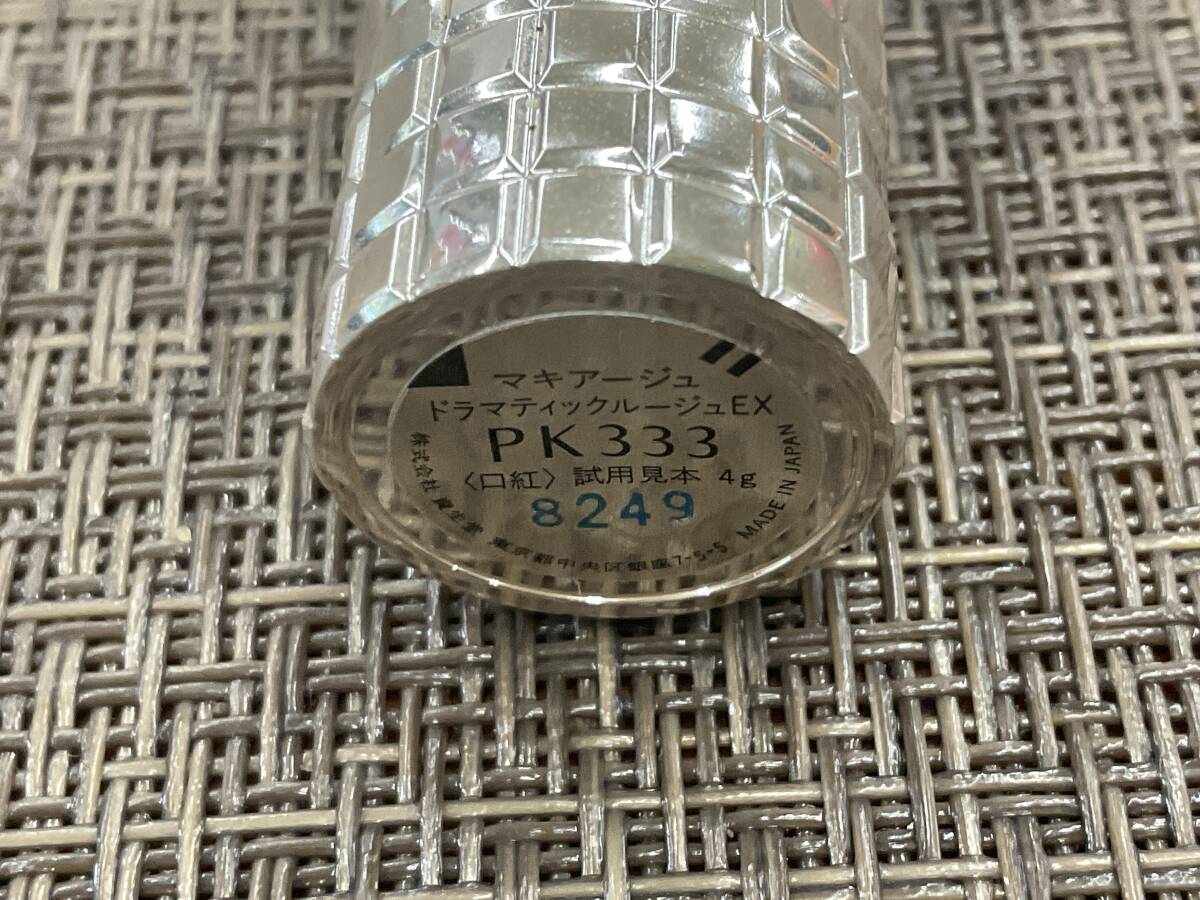 マキアージュ
ドラマティックルージュEX
PK333
〈口紅〉試用見本 4g
8249
株式会社 資生堂 東京都中央区銀座7-5-5 MADE IN JAPAN